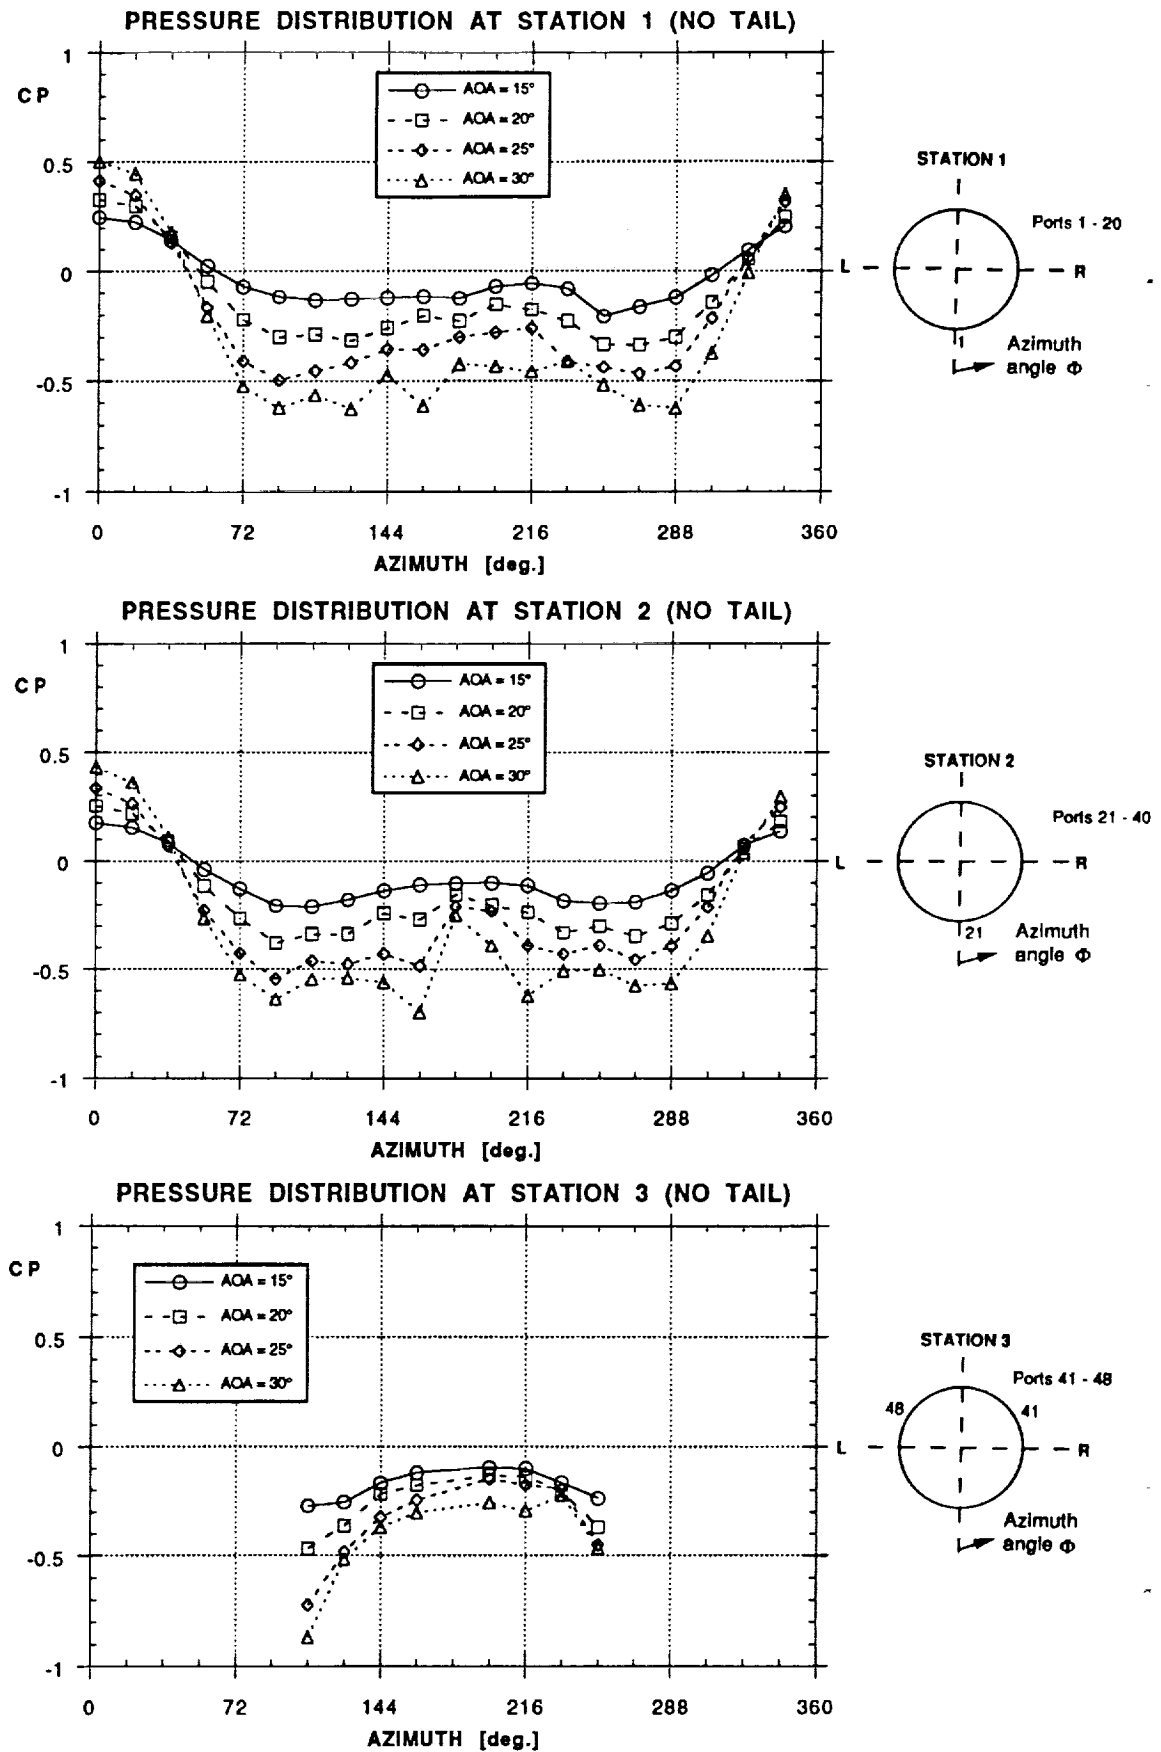 PRESSURE DISTRIBUTION AT STATION 1 (NO TAIL)
1
CP
AOA = 15°
AOA = 20°
0.5
AOA = 25°
AOA = 30°
STATION 1
Ports 1 - 20
0
L
R
1
Azimuth
angle Φ
-0.5
-1
0 72 144 216 288 360
AZIMUTH [deg.]
PRESSURE DISTRIBUTION AT STATION 2 (NO TAIL)
1
CP
AOA = 15°
AOA = 20°
0.5
AOA = 25°
AOA = 30°
STATION 2
Ports 21 - 40
0
L
R
21
Azimuth
angle Φ
-0.5
-1
0 72 144 216 288 360
AZIMUTH [deg.]
PRESSURE DISTRIBUTION AT STATION 3 (NO TAIL)
1
CP
AOA = 15°
AOA = 20°
0.5
AOA = 25°
AOA = 30°
STATION 3
Ports 41 - 48
48
41
0
L
R
Azimuth
angle Φ
-0.5
-1
0 72 144 216 288 360
AZIMUTH [deg.]